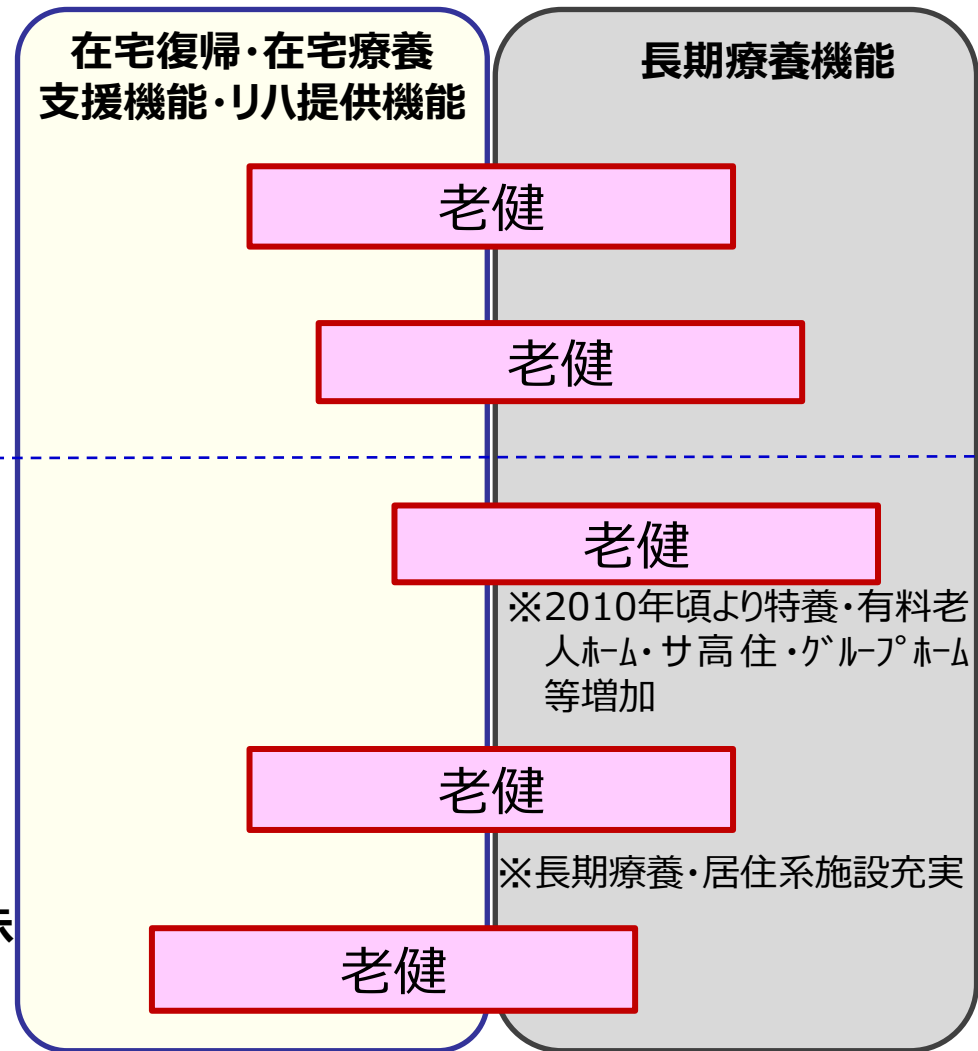 在宅復帰・在宅療養
支援機能・リハ提供機能
長期療養機能
老健
老健
老健
※2010年頃より特養・有料老
人ﾎｰﾑ・サ高住・ｸﾞﾙｰﾌﾟﾎｰﾑ
等増加
老健
※長期療養・居住系施設充実
老健